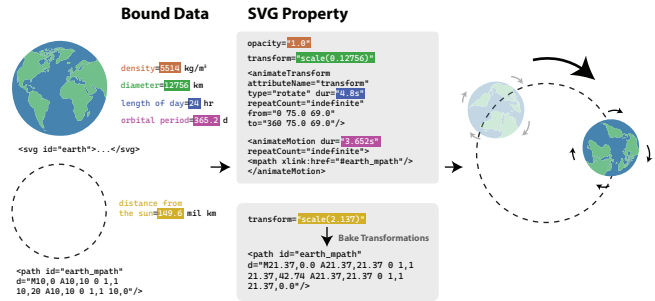 Bound Data
SVG Property
density=5514 kg/m³
diameter=12756 km
length of day=24 hr
orbital period=365.2 d
<svg id="earth">...</svg>
distance from
the sun=149.6 mil km
<path id="earth_mpath"
d="M10,0 A10,10 0 1,1
10,20 A10,10 0 1,1 10,0"/>
opacity="1.0"
transform="scale(0.12756)"
<animateTransform
attributeName="transform"
type="rotate" dur="4.8s"
repeatCount="indefinite"
from="0 75.0 69.0"
to="360 75.0 69.0"/>
<animateMotion dur="3.652s"
repeatCount="indefinite">
<mpath xlink:href="#earth_mpath"/>
</animateMotion>
transform="scale(2.137)"
Bake Transformations
<path id="earth_mpath"
d="M21.37,0.0 A21.37,21.37 0 1,1
21.37,42.74 A21.37,21.37 0 1,1
21.37,0.0"/>